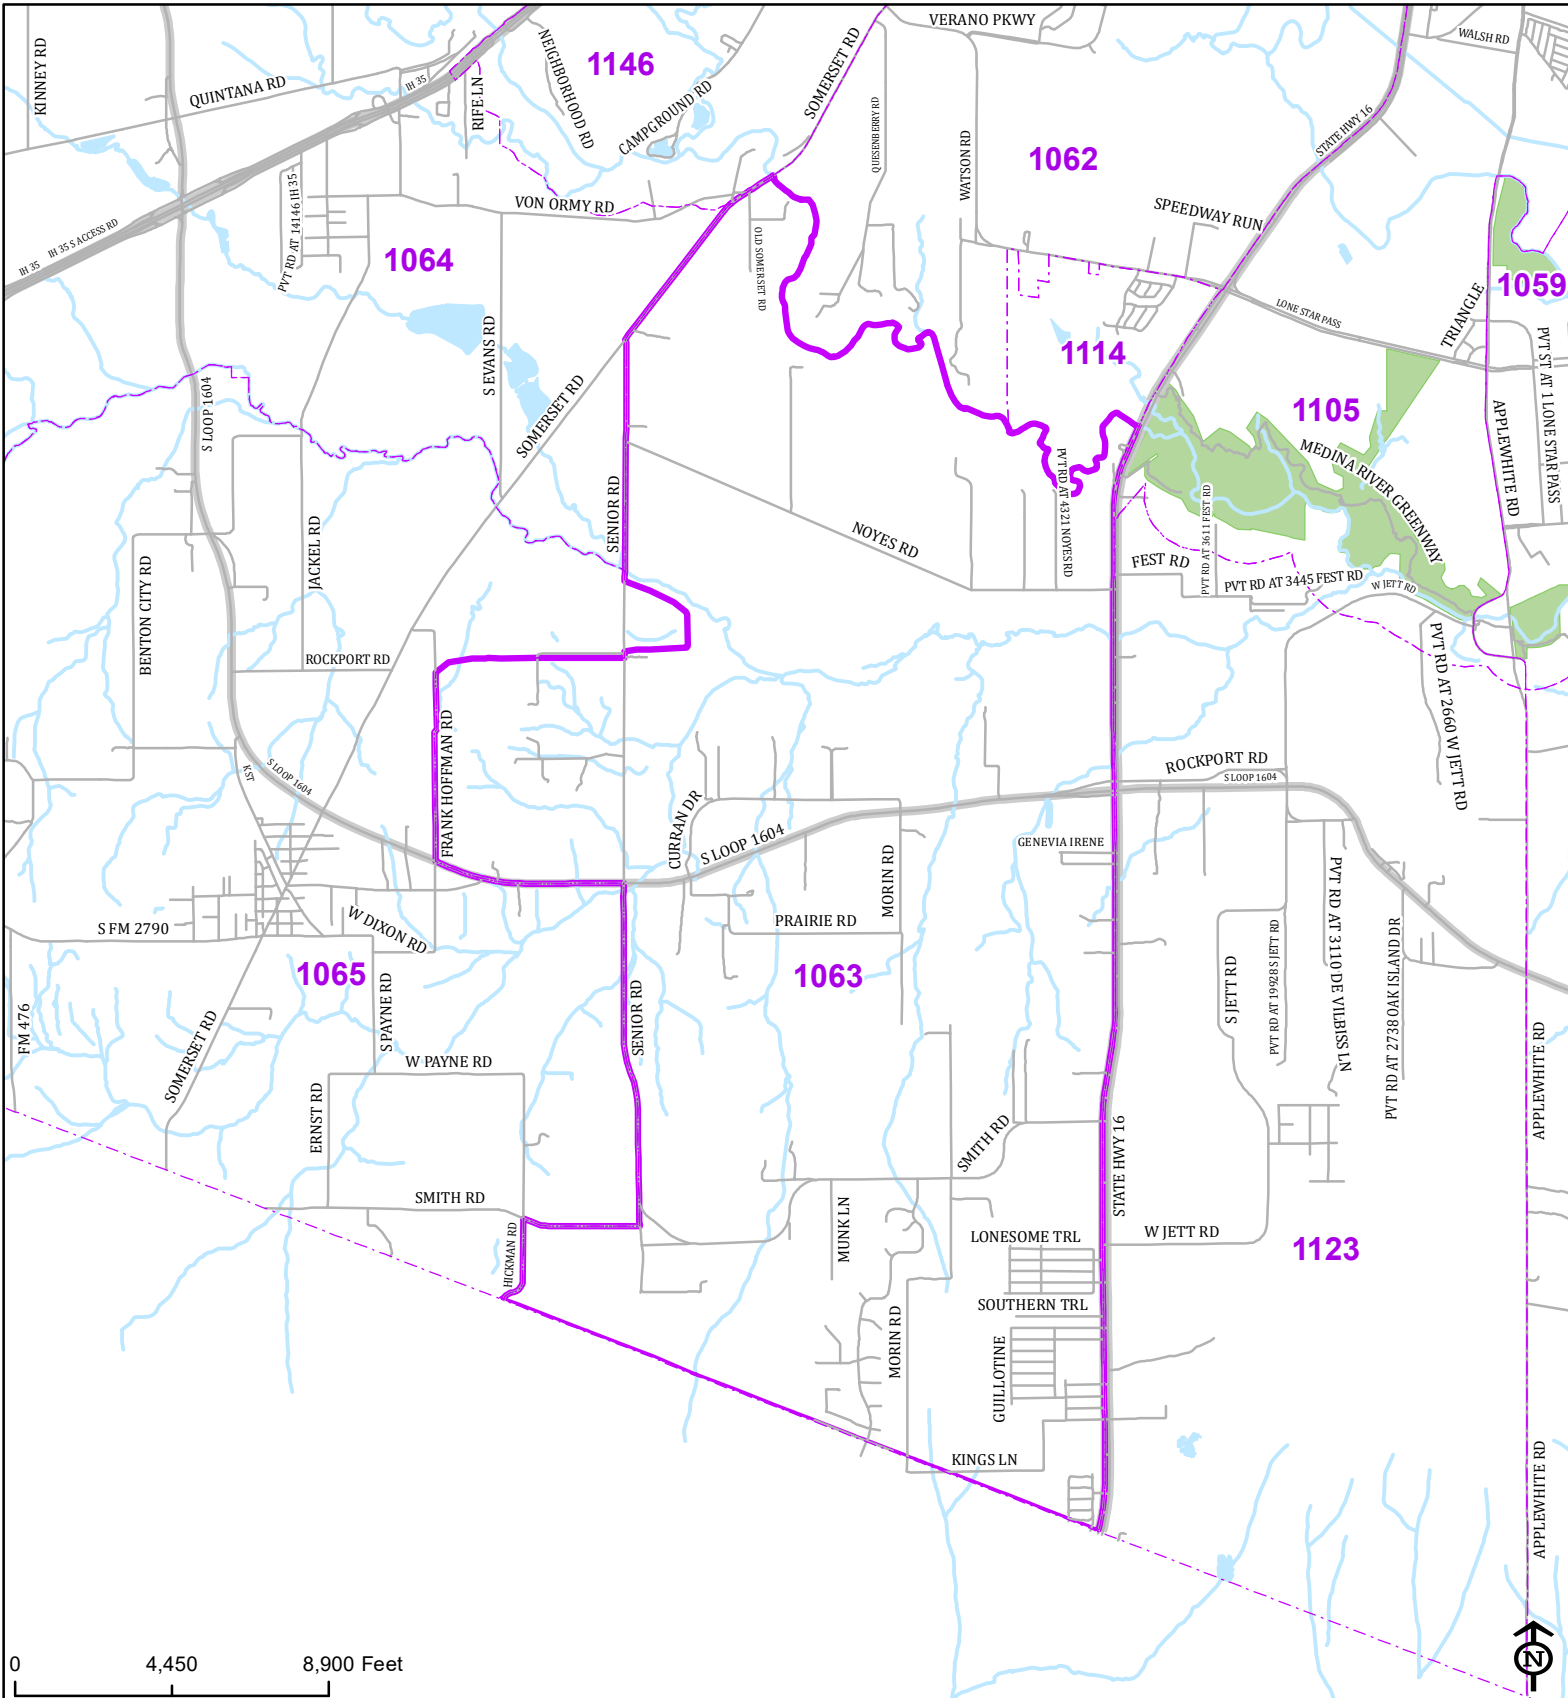 VERANO PKWY
KINNEY RD
NEIGHBORHOOD RD
1146
SOMERSET RD
WALSH RD
QUINTANA RD
IH 35
RIFE LN
CAMPGROUND RD
QUESENBERRY RD
WATSON RD
1062
STATE HWY 16
PVT RD AT 14146 IH 35
VON ORMY RD
SPEEDWAY RUN
IH 35
IH 35 S ACCESS RD
1064
OLD SOMERSET RD
1059
LONE STAR PASS
TRIANGLE
S EVANS RD
1114
PVT ST AT 1 LONE STAR PASS
S LOOP 1604
SOMERSET RD
1105
APPLEWHITE RD
MEDINA RIVER GREENWAY
SENIOR RD
PVT RD AT 4321 NOYES RD
NOYES RD
JACKEL RD
PVT RD AT 3611 FEST RD
FEST RD
PVT RD AT 3445 FEST RD
W JETT RD
BENTON CITY RD
ROCKPORT RD
PVT RD AT 2660 W JETT RD
FRANK HOFFMAN RD
K ST
S LOOP 1604
ROCKPORT RD
S LOOP 1604
CURRAN DR
S LOOP 1604
GENEVIA IRENE
MORIN RD
PVT RD AT 3110 DE VILBISS LN
W DIXON RD
S FM 2790
PRAIRIE RD
1065
1063
S PAYNE RD
SENIOR RD
S JETT RD
PVT RD AT 19928 S JETT RD
PVT RD AT 2738 OAK ISLAND DR
FM 476
SOMERSET RD
W PAYNE RD
APPLEWHITE RD
ERNST RD
SMITH RD
STATE HWY 16
SMITH RD
HICKMAN RD
MUNK LN
LONESOME TRL
W JETT RD
1123
SOUTHERN TRL
MORIN RD
GUILLOTINE
KINGS LN
APPLEWHITE RD
N
0 4,450 8,900 Feet